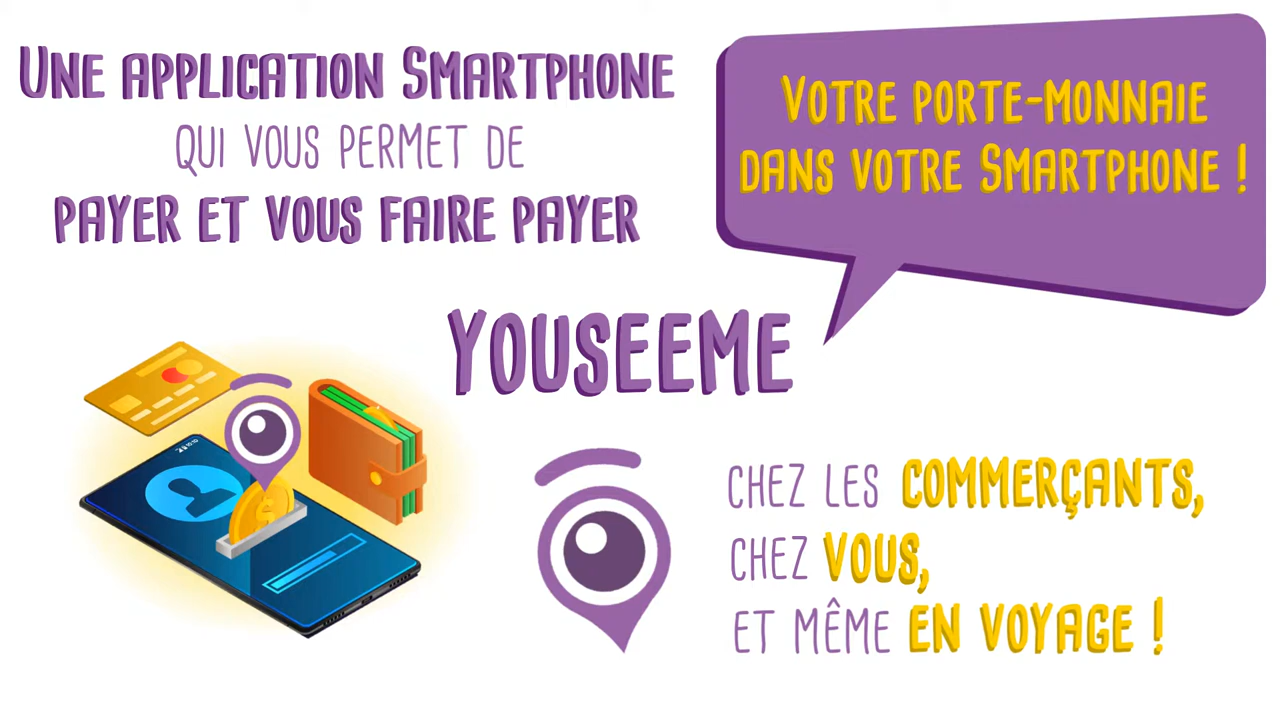 Une application Smartphone
qui vous permet de
payer et vous faire payer
Votre porte-monnaie
dans votre Smartphone !
YOUSEEME
chez les commerçants,
chez vous,
et même en voyage !